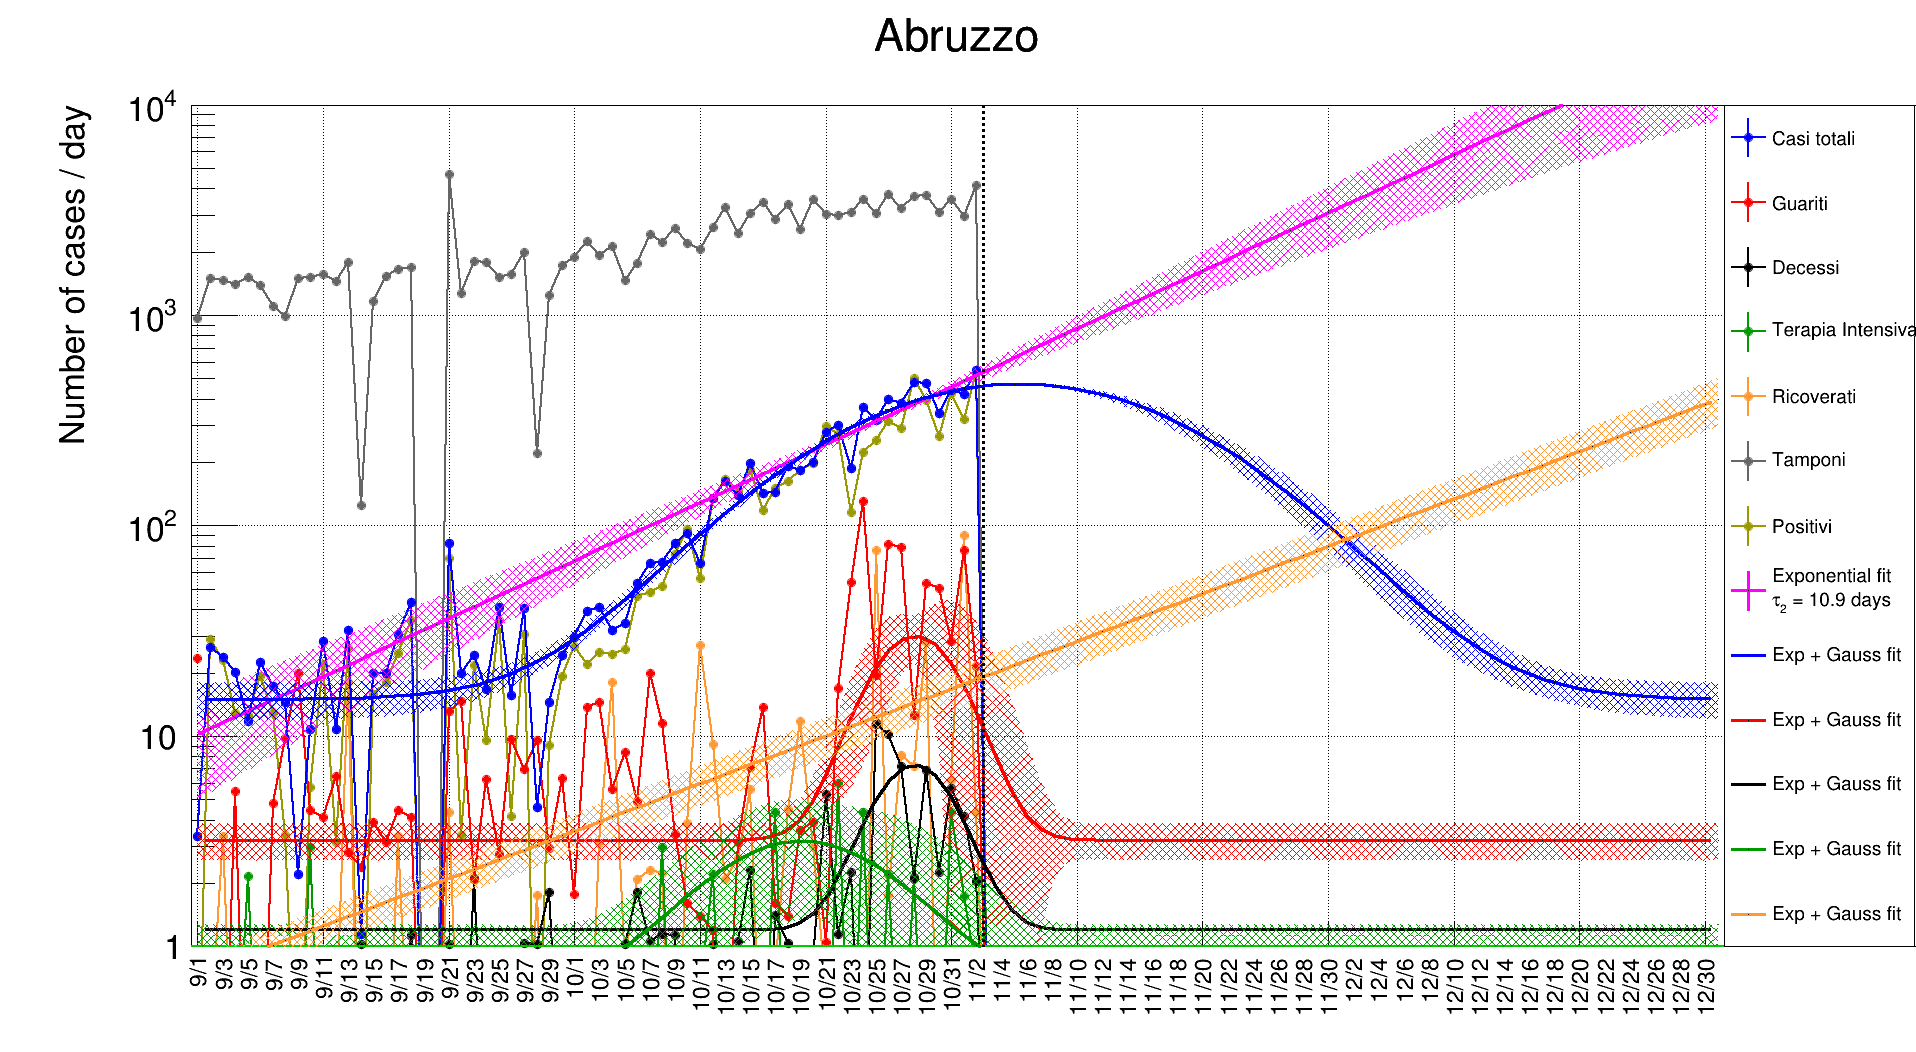 Abruzzo
Number of cases / day
10^4
10^3
10^2
10
1
9/1 9/3 9/5 9/7 9/9 9/11 9/13 9/15 9/17 9/19 9/21 9/23 9/25 9/27 9/29 10/1 10/3 10/5 10/7 10/9 10/11 10/13 10/15 10/17 10/19 10/21 10/23 10/25 10/27 10/29 10/31 11/2 11/4 11/6 11/8 11/10 11/12 11/14 11/16 11/18 11/20 11/22 11/24 11/26 11/28 11/30 12/2 12/4 12/6 12/8 12/10 12/12 12/14 12/16 12/18 12/20 12/22 12/24 12/26 12/28 12/30
Casi totali
Guariti
Decessi
Terapia Intensiva
Ricoverati
Tamponi
Positivi
Exponential fit
τ₂ = 10.9 days
Exp + Gauss fit
Exp + Gauss fit
Exp + Gauss fit
Exp + Gauss fit
Exp + Gauss fit